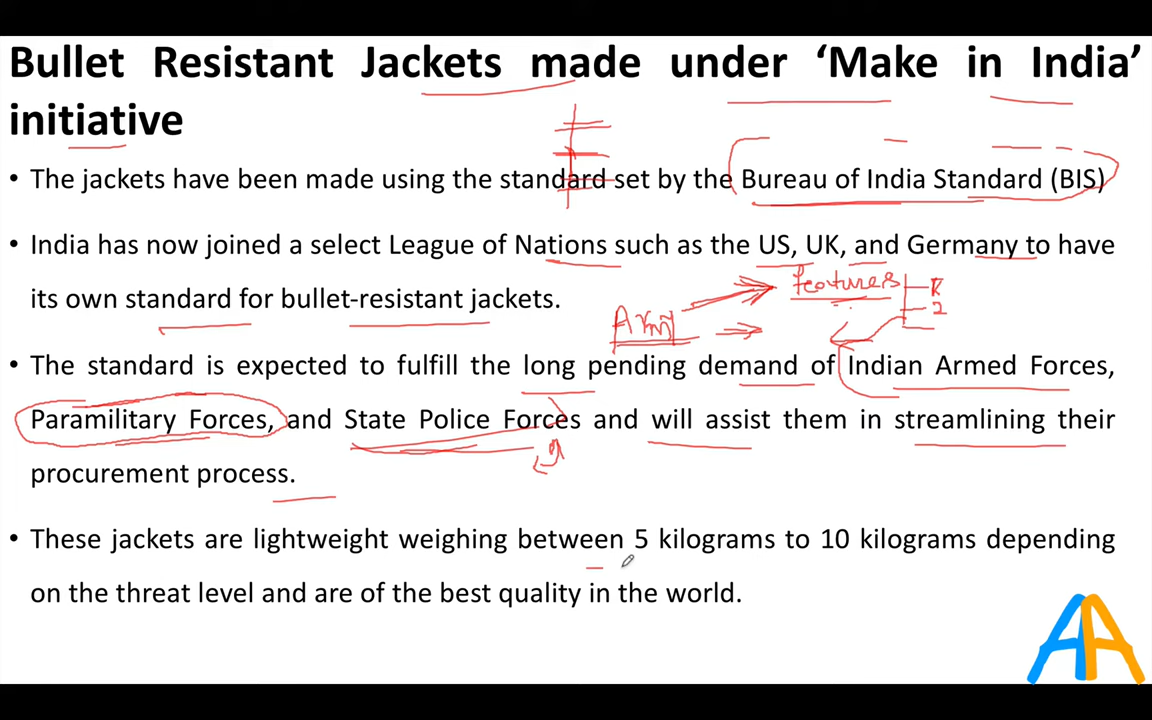 Bullet Resistant Jackets made under ‘Make in India’
initiative
• The jackets have been made using the standard set by the Bureau of India Standard (BIS)
• India has now joined a select League of Nations such as the US, UK, and Germany to have
its own standard for bullet-resistant jackets.
features
Army
• The standard is expected to fulfill the long pending demand of Indian Armed Forces,
Paramilitary Forces, and State Police Forces and will assist them in streamlining their
procurement process.
• These jackets are lightweight weighing between 5 kilograms to 10 kilograms depending
on the threat level and are of the best quality in the world.
AA